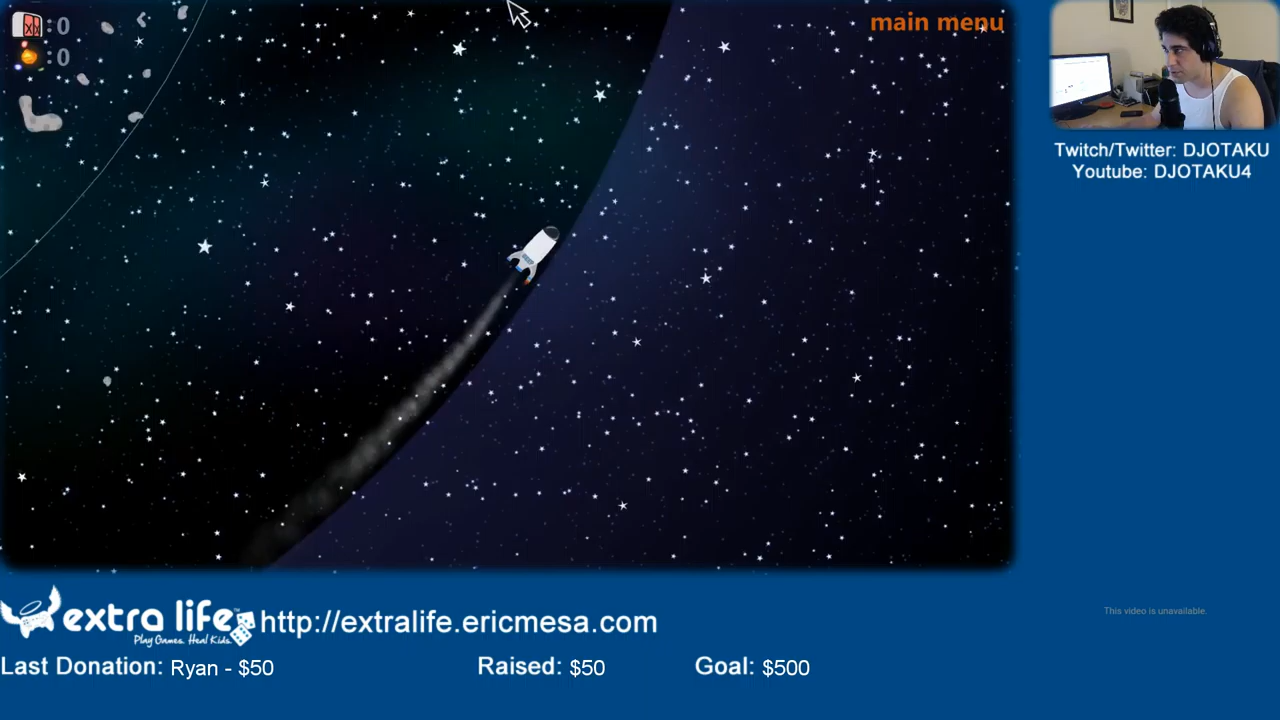 :0
:0
main menu
Twitch/Twitter: DJOTAKU
Youtube: DJOTAKU4
This video is unavailable.
extra life™
Play Games. Heal Kids.
http://extralife.ericmesa.com
Last Donation: Ryan - $50
Raised: $50
Goal: $500